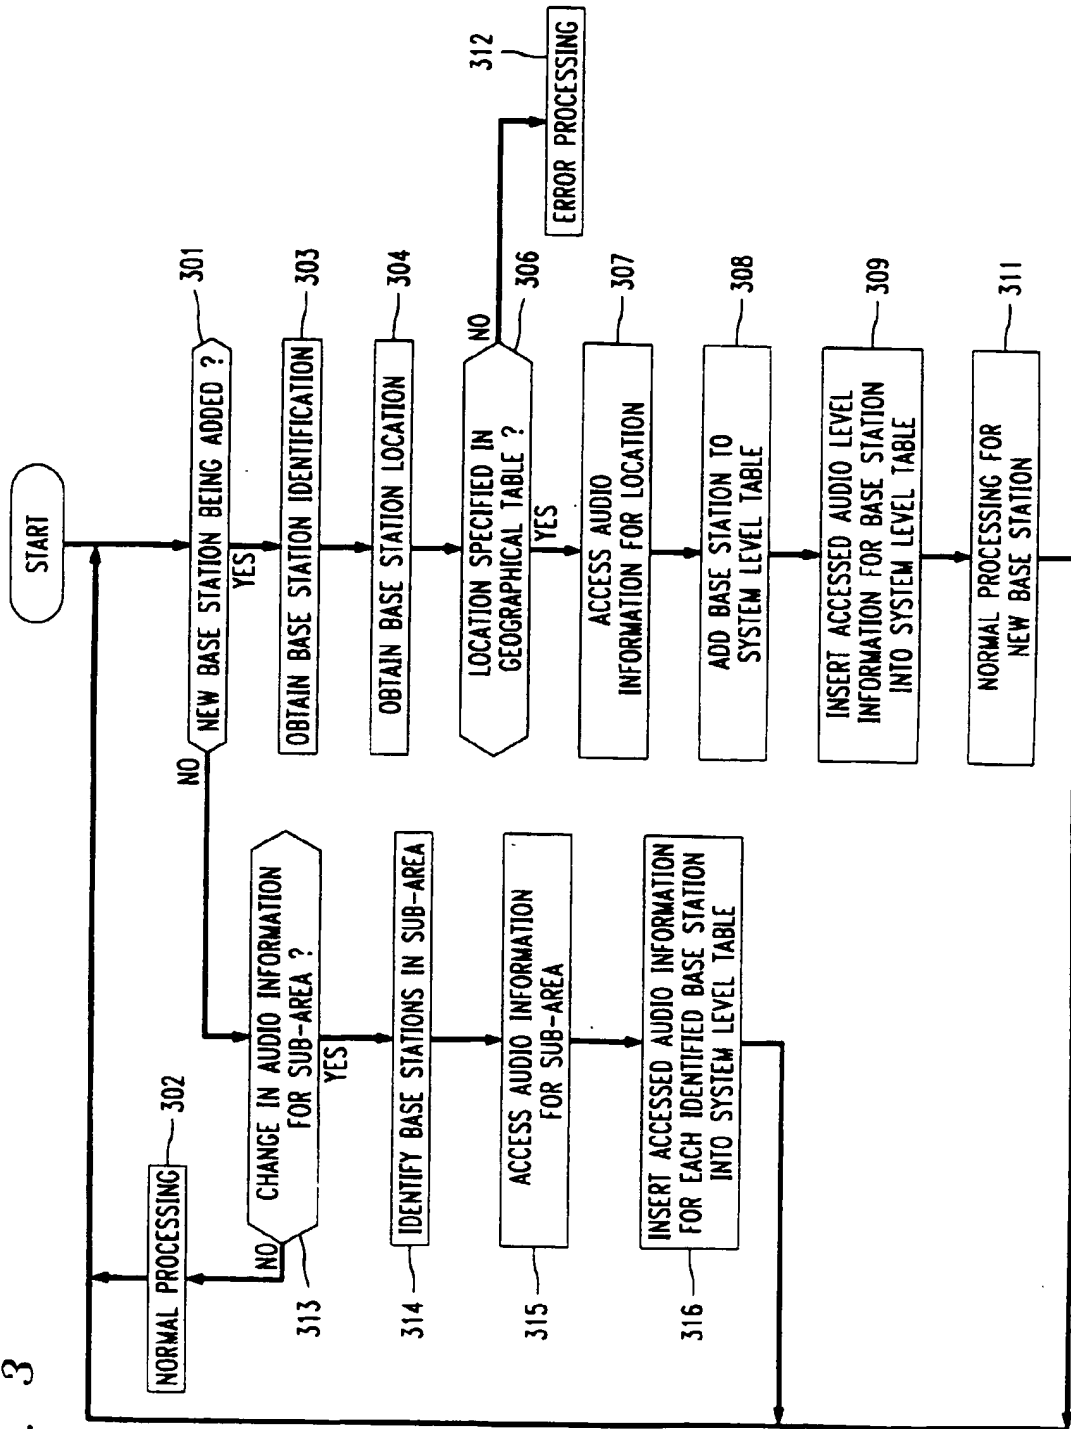 . 3
START
301
NEW BASE STATION BEING ADDED ?
NO
YES
303
OBTAIN BASE STATION IDENTIFICATION
304
OBTAIN BASE STATION LOCATION
306
LOCATION SPECIFIED IN
GEOGRAPHICAL TABLE ?
NO
YES
312
ERROR PROCESSING
307
ACCESS AUDIO
INFORMATION FOR LOCATION
308
ADD BASE STATION TO
SYSTEM LEVEL TABLE
309
INSERT ACCESSED AUDIO LEVEL
INFORMATION FOR BASE STATION
INTO SYSTEM LEVEL TABLE
311
NORMAL PROCESSING FOR
NEW BASE STATION
302
NORMAL PROCESSING
313
CHANGE IN AUDIO INFORMATION
FOR SUB-AREA ?
NO
YES
314
IDENTIFY BASE STATIONS IN SUB-AREA
315
ACCESS AUDIO INFORMATION
FOR SUB-AREA
316
INSERT ACCESSED AUDIO INFORMATION
FOR EACH IDENTIFIED BASE STATION
INTO SYSTEM LEVEL TABLE